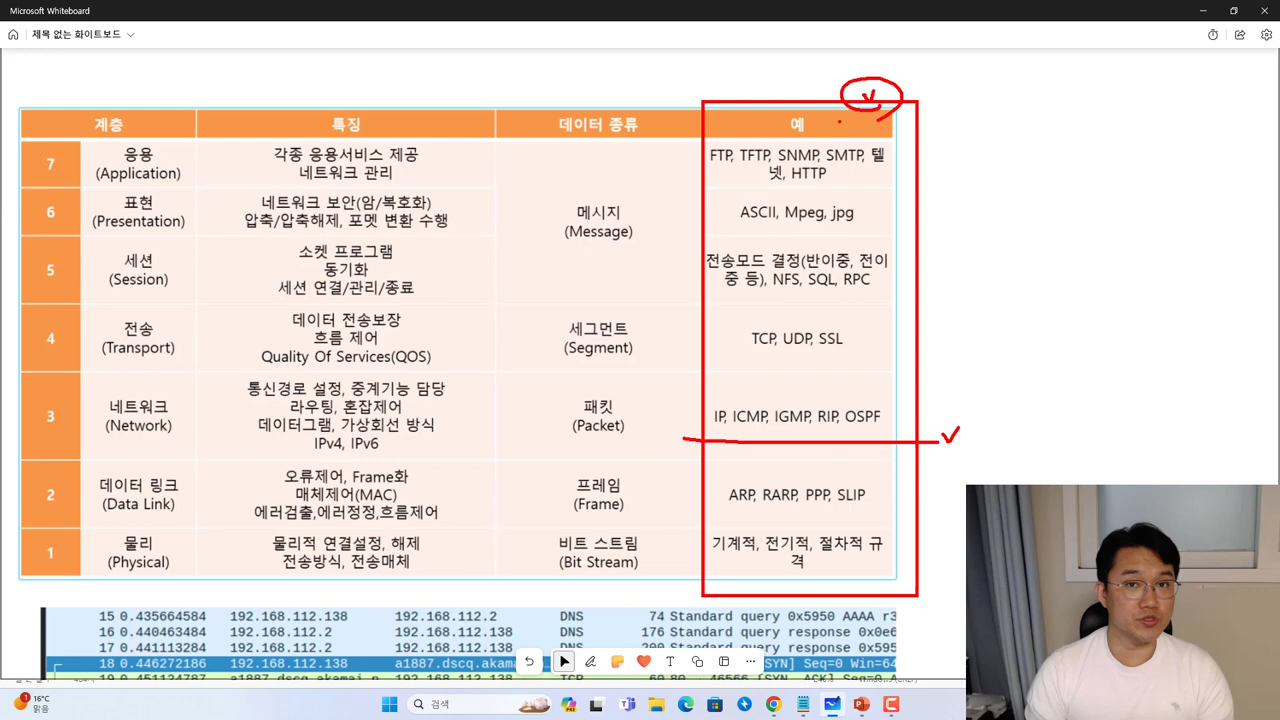 Microsoft Whiteboard
제목 없는 화이트보드
계층 특징 데이터 종류 예
7 응용 각종 응용서비스 제공 FTP, TFTP, SNMP, SMTP, 텔
(Application) 네트워크 관리 넷, HTTP
6 표현 네트워크 보안(암/복호화) 메시지 ASCII, Mpeg, jpg
(Presentation) 압축/압축해제, 포멧 변환 수행 (Message)
소켓 프로그램
5 세션 동기화 전송모드 결정(반이중, 전이
(Session) 세션 연결/관리/종료 중 등), NFS, SQL, RPC
데이터 전송보장
4 전송 흐름 제어 세그먼트 TCP, UDP, SSL
(Transport) Quality Of Services(QOS) (Segment)
통신경로 설정, 중계기능 담당
3 네트워크 라우팅, 혼잡제어 패킷 IP, ICMP, IGMP, RIP, OSPF
(Network) 데이터그램, 가상회선 방식 (Packet)
IPv4, IPv6
오류제어, Frame화
2 데이터 링크 매체제어(MAC) 프레임 ARP, RARP, PPP, SLIP
(Data Link) 에러검출,에러정정,흐름제어 (Frame)
1 물리 물리적 연결설정, 해제 비트 스트림 기계적, 전기적, 절차적 규
(Physical) 전송방식, 전송매체 (Bit Stream) 격
15 0.435664584 192.168.112.138 192.168.112.2 DNS 74 Standard query 0x5950 AAAA r3
16 0.440463484 192.168.112.2 192.168.112.138 DNS 176 Standard query response 0x0e6
17 0.441113284 192.168.112.2 192.168.112.138 DNS 200 Standard query response 0x595
18 0.446272186 192.168.112.138 a1887.dscq.akama [SYN] Seq=0 Win=64
16°C
맑음
검색